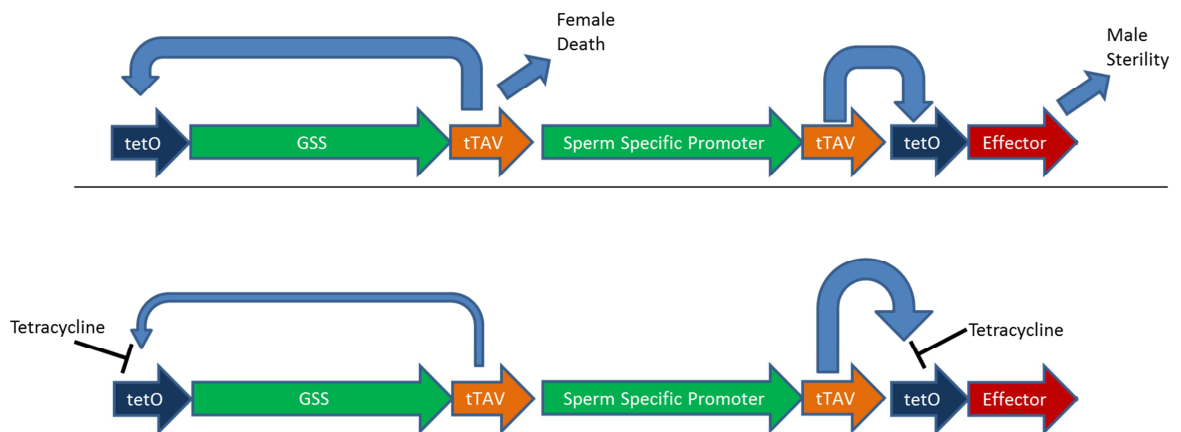 Female
Death
Male
Sterility
tetO
GSS
tTAV
Sperm Specific Promoter
tTAV
tetO
Effector
Tetracycline
Tetracycline
tetO
GSS
tTAV
Sperm Specific Promoter
tTAV
tetO
Effector